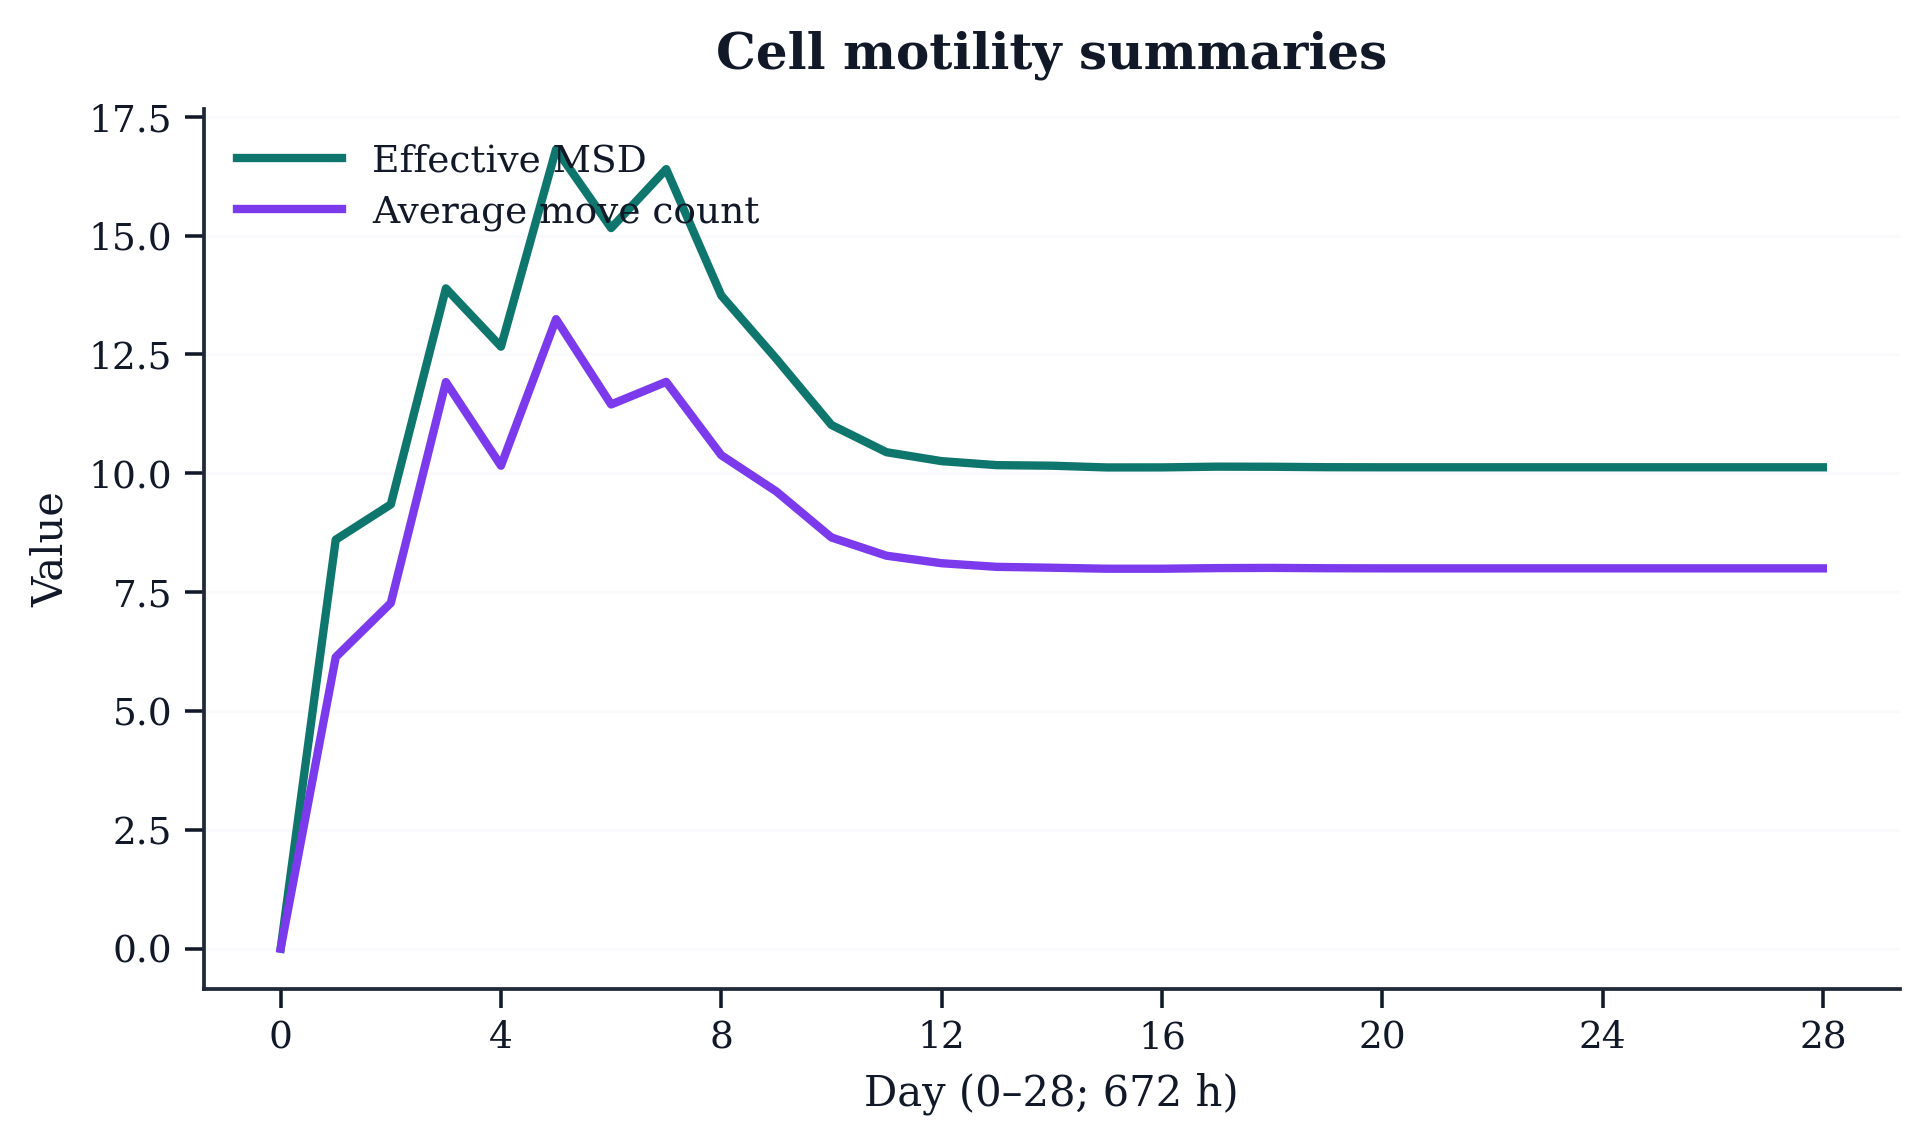 Cell motility summaries
17.5
15.0
12.5
10.0
7.5
5.0
2.5
0.0
Value
Effective MSD
Average move count
0 4 8 12 16 20 24 28
Day (0–28; 672 h)